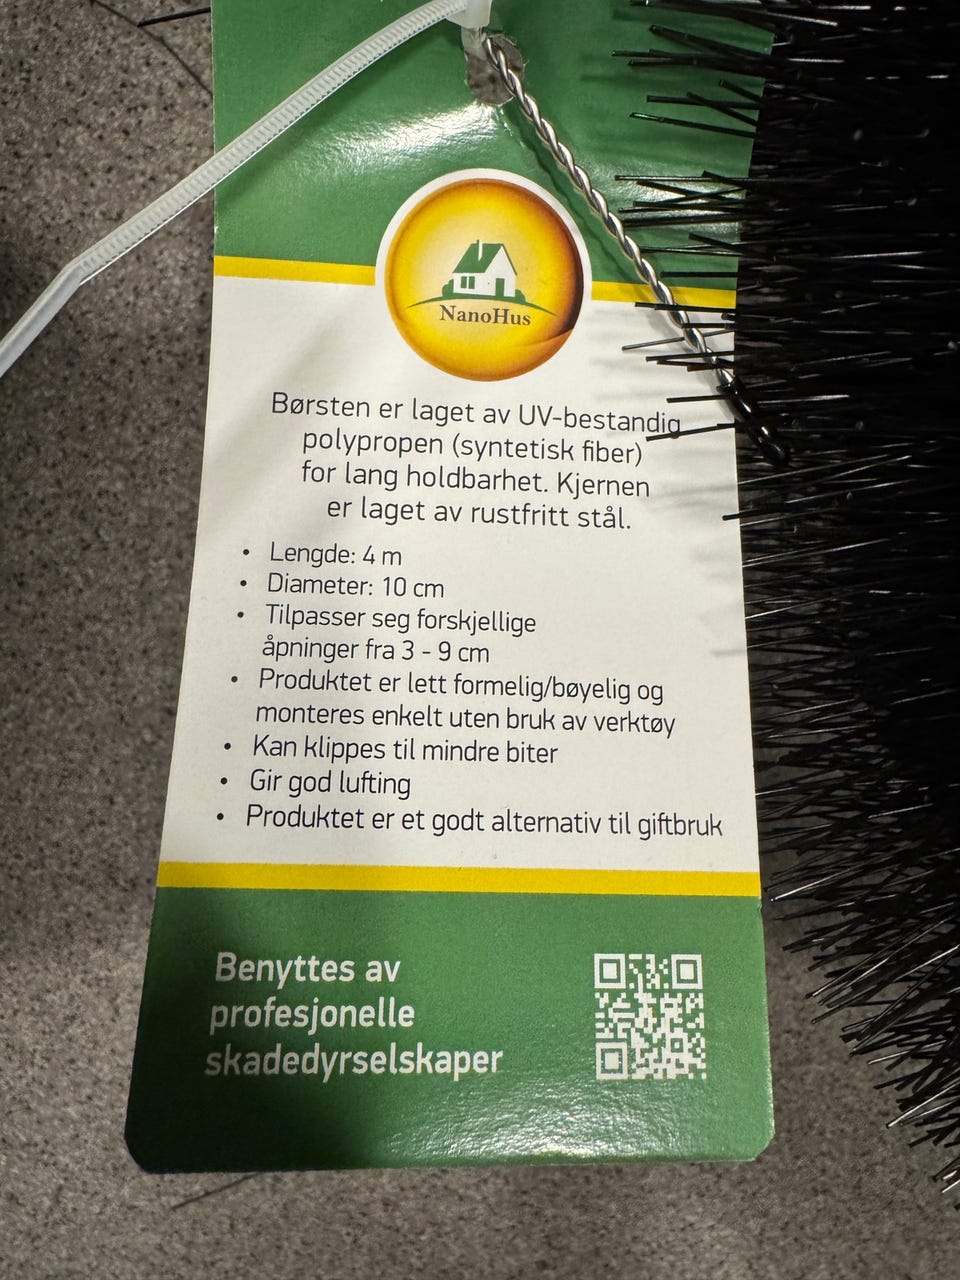 NanoHus
Børsten er laget av UV-bestandig
polypropen (syntetisk fiber)
for lang holdbarhet. Kjernen
er laget av rustfritt stål.
• Lengde: 4 m
• Diameter: 10 cm
• Tilpasser seg forskjellige
åpninger fra 3 - 9 cm
• Produktet er lett formelig/bøyelig og
monteres enkelt uten bruk av verktøy
• Kan klippes til mindre biter
• Gir god lufting
• Produktet er et godt alternativ til giftbruk
Benyttes av
profesjonelle
skadedyrselskaper